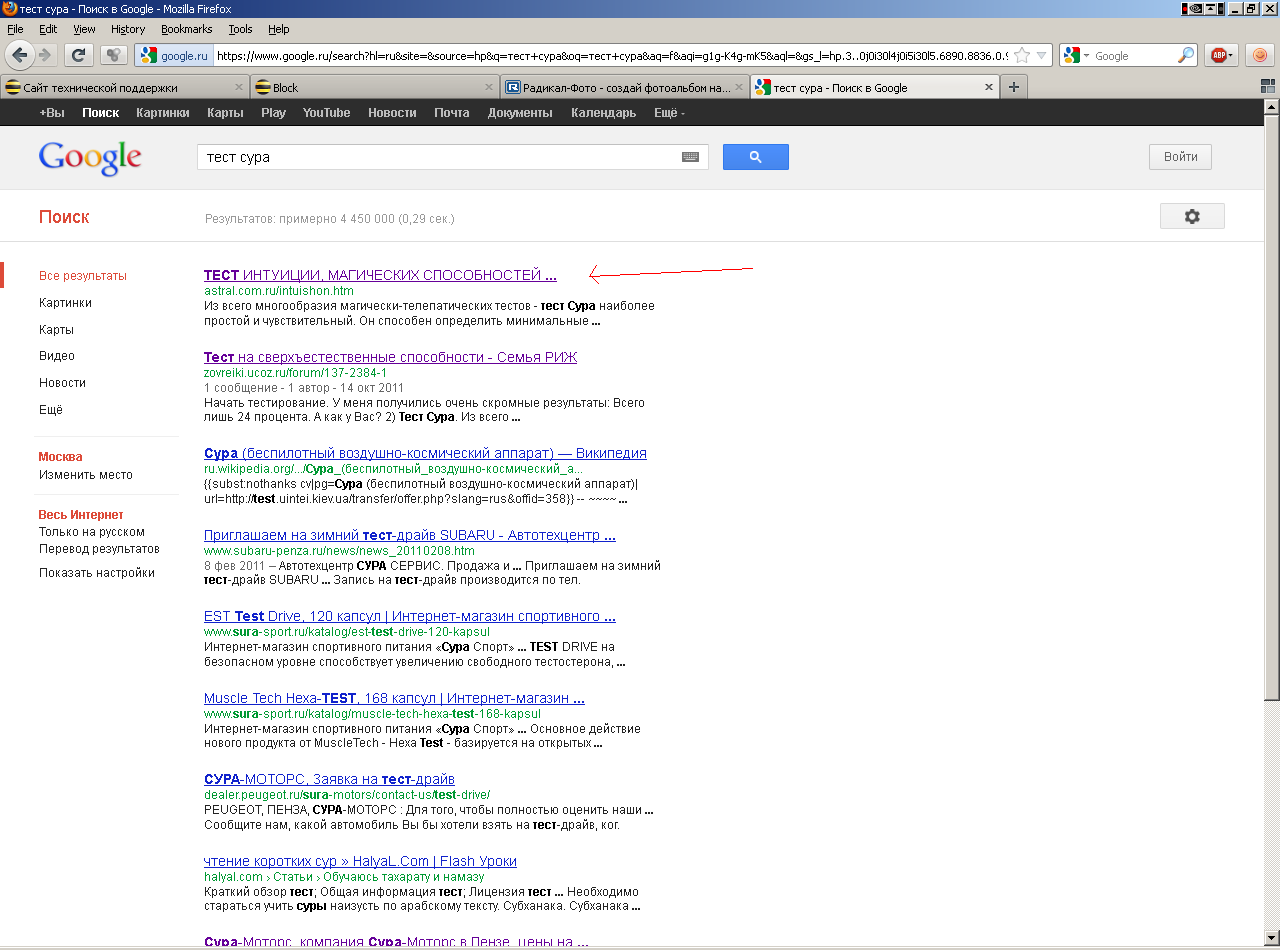 тест сура - Поиск в Google - Mozilla Firefox
File Edit View History Bookmarks Tools Help
google.ru https://www.google.ru/search?hl=ru&site=&source=hp&q=тест+сура&oq=тест+сура&aq=f&aqi=g1g-K4g-mK5&aql=&gs_l=hp.3..0j0i30l4j0i5i30l5.6890.8836.0.9 Google ABP
Сайт технической поддержки Block Радикал-Фото - создай фотоальбом на... тест сура - Поиск в Google
+Вы Поиск Картинки Карты Play YouTube Новости Почта Документы Календарь Ещё
Google тест сура Войти
Поиск Результатов: примерно 4 450 000 (0,29 сек.)
Все результаты
Картинки
Карты
Видео
Новости
Ещё
Москва
Изменить место
Весь Интернет
Только на русском
Перевод результатов
Показать настройки
ТЕСТ ИНТУИЦИИ, МАГИЧЕСКИХ СПОСОБНОСТЕЙ ...
astral.com.ru/intuishon.htm
Из всего многообразия магически-телепатических тестов - тест Сура наиболее
простой и чувствительный. Он способен определить минимальные ...
Тест на сверхъестественные способности - Семья РИЖ
zovreiki.ucoz.ru/forum/137-2384-1
1 сообщение - 1 автор - 14 окт 2011
Начать тестирование. У меня получились очень скромные результаты: Всего
лишь 24 процента. А как у Вас? 2) Тест Сура. Из всего ...
Сура (беспилотный воздушно-космический аппарат) — Википедия
ru.wikipedia.org/.../Сура_(беспилотный_воздушно-космический_а...
{{subst:nothanks cv|pg=Сура (беспилотный воздушно-космический аппарат)|
url=http://test.uintei.kiev.ua/transfer/offer.php?slang=rus&offid=358}} -- ~~~~ ...
Приглашаем на зимний тест-драйв SUBARU - Автотехцентр ...
www.subaru-penza.ru/news/news_20110208.htm
8 фев 2011 – Автотехцентр СУРА СЕРВИС. Продажа и ... Приглашаем на зимний
тест-драйв SUBARU ... Запись на тест-драйв производится по тел.
EST Test Drive, 120 капсул | Интернет-магазин спортивного ...
www.sura-sport.ru/katalog/est-test-drive-120-kapsul
Интернет-магазин спортивного питания «Сура Спорт» ... TEST DRIVE на
безопасном уровне способствует увеличению свободного тестостерона, ...
Muscle Tech Hexa-TEST, 168 капсул | Интернет-магазин ...
www.sura-sport.ru/katalog/muscle-tech-hexa-test-168-kapsul
Интернет-магазин спортивного питания «Сура Спорт» ... Основное действие
нового продукта от MuscleTech - Hexa Test - базируется на открытых ...
СУРА-МОТОРС, Заявка на тест-драйв
dealer.peugeot.ru/sura-motors/contact-us/test-drive/
PEUGEOT, ПЕНЗА, СУРА-МОТОРС : Для того, чтобы полностью оценить наши ...
Сообщите нам, какой автомобиль Вы бы хотели взять на тест-драйв, ког.
чтение коротких сур » HalyaL.Com | Flash Уроки
halyal.com › Статьи › Обучаюсь тахарату и намазу
Краткий обзор тест; Общая информация тест; Лицензия тест ... Необходимо
стараться учить суры наизусть по арабскому тексту. Субханака. Субханака ...
Сура-Моторс, компания Сура-Моторс в Пензе, цены на ...